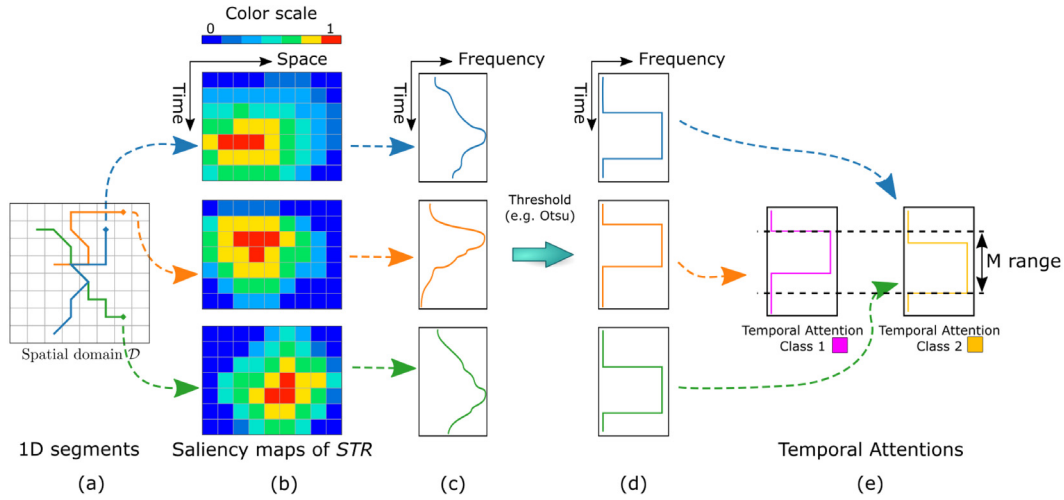 Color scale
0 1
Space
Time
Frequency
Time
Frequency
Time
Threshold
(e.g. Otsu)
M range
Spatial domain 𝒟
Temporal Attention
Class 1
Temporal Attention
Class 2
1D segments
Saliency maps of STR
Temporal Attentions
(a)
(b)
(c)
(d)
(e)